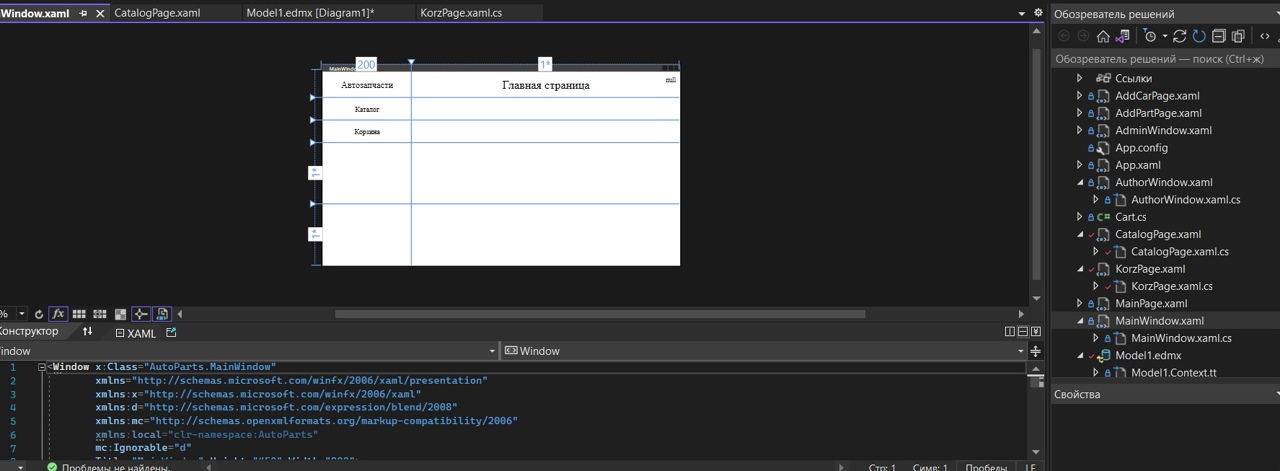 Window.xaml
CatalogPage.xaml
Model1.edmx [Diagram1]*
KorzPage.xaml.cs
200
1*
MainWindow
Автозапчасти
Главная страница
null
Каталог
Корзина
1*
1*
%
Конструктор
XAML
indow
Window
1 <Window x:Class="AutoParts.MainWindow"
2 xmlns="http://schemas.microsoft.com/winfx/2006/xaml/presentation"
3 xmlns:x="http://schemas.microsoft.com/winfx/2006/xaml"
4 xmlns:d="http://schemas.microsoft.com/expression/blend/2008"
5 xmlns:mc="http://schemas.openxmlformats.org/markup-compatibility/2006"
6 xmlns:local="clr-namespace:AutoParts"
7 mc:Ignorable="d"
Проблемы не найдены.
Стр: 1
Симв: 1
Пробелы
LF
Обозреватель решений
Обозреватель решений — поиск (Ctrl+ж)
Ссылки
AddCarPage.xaml
AddPartPage.xaml
AdminWindow.xaml
App.config
App.xaml
AuthorWindow.xaml
AuthorWindow.xaml.cs
C# Cart.cs
CatalogPage.xaml
CatalogPage.xaml.cs
KorzPage.xaml
KorzPage.xaml.cs
MainPage.xaml
MainWindow.xaml
MainWindow.xaml.cs
Model1.edmx
Model1.Context.tt
Свойства